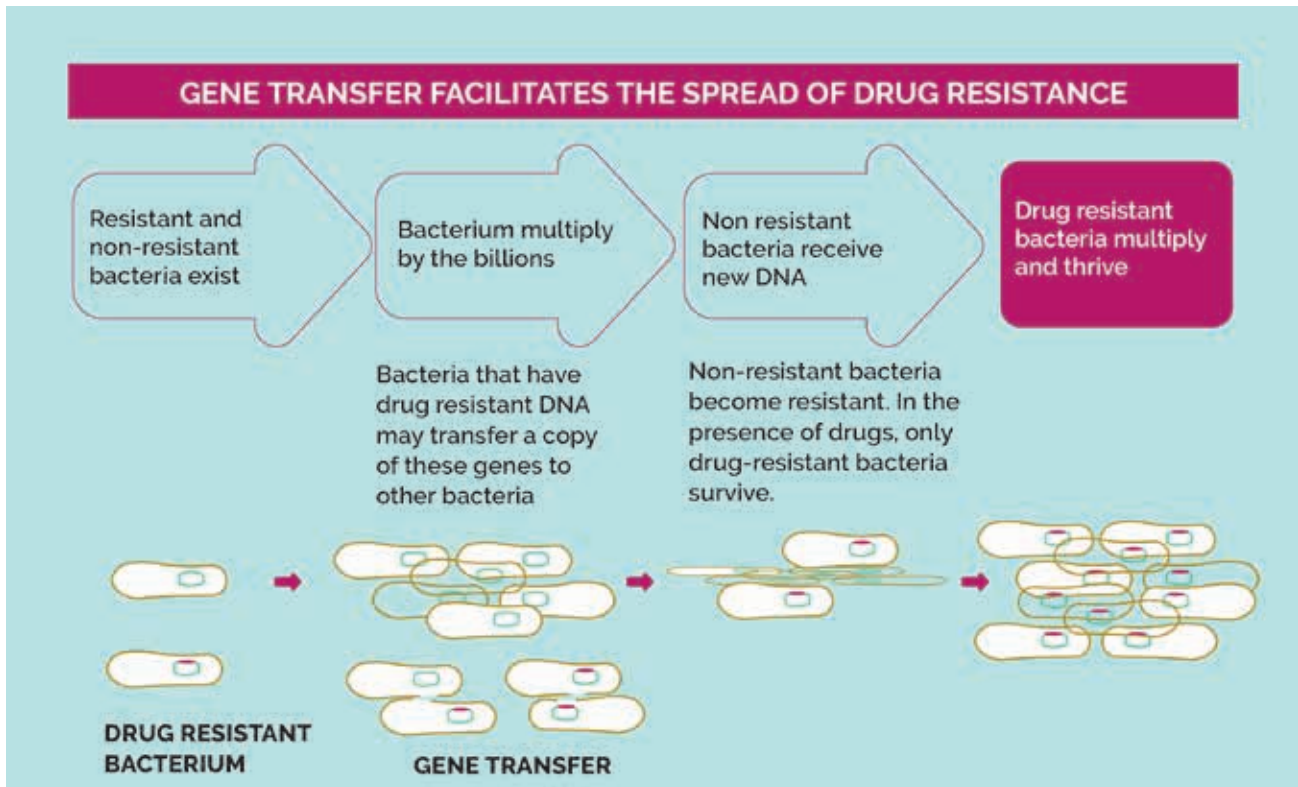 GENE TRANSFER FACILITATES THE SPREAD OF DRUG RESISTANCE
Resistant and
non-resistant
bacteria exist
Bacterium multiply
by the billions
Non resistant
bacteria receive
new DNA
Drug resistant
bacteria multiply
and thrive
Bacteria that have
drug resistant DNA
may transfer a copy
of these genes to
other bacteria
Non-resistant bacteria
become resistant. In the
presence of drugs, only
drug-resistant bacteria
survive.
DRUG RESISTANT
BACTERIUM
GENE TRANSFER